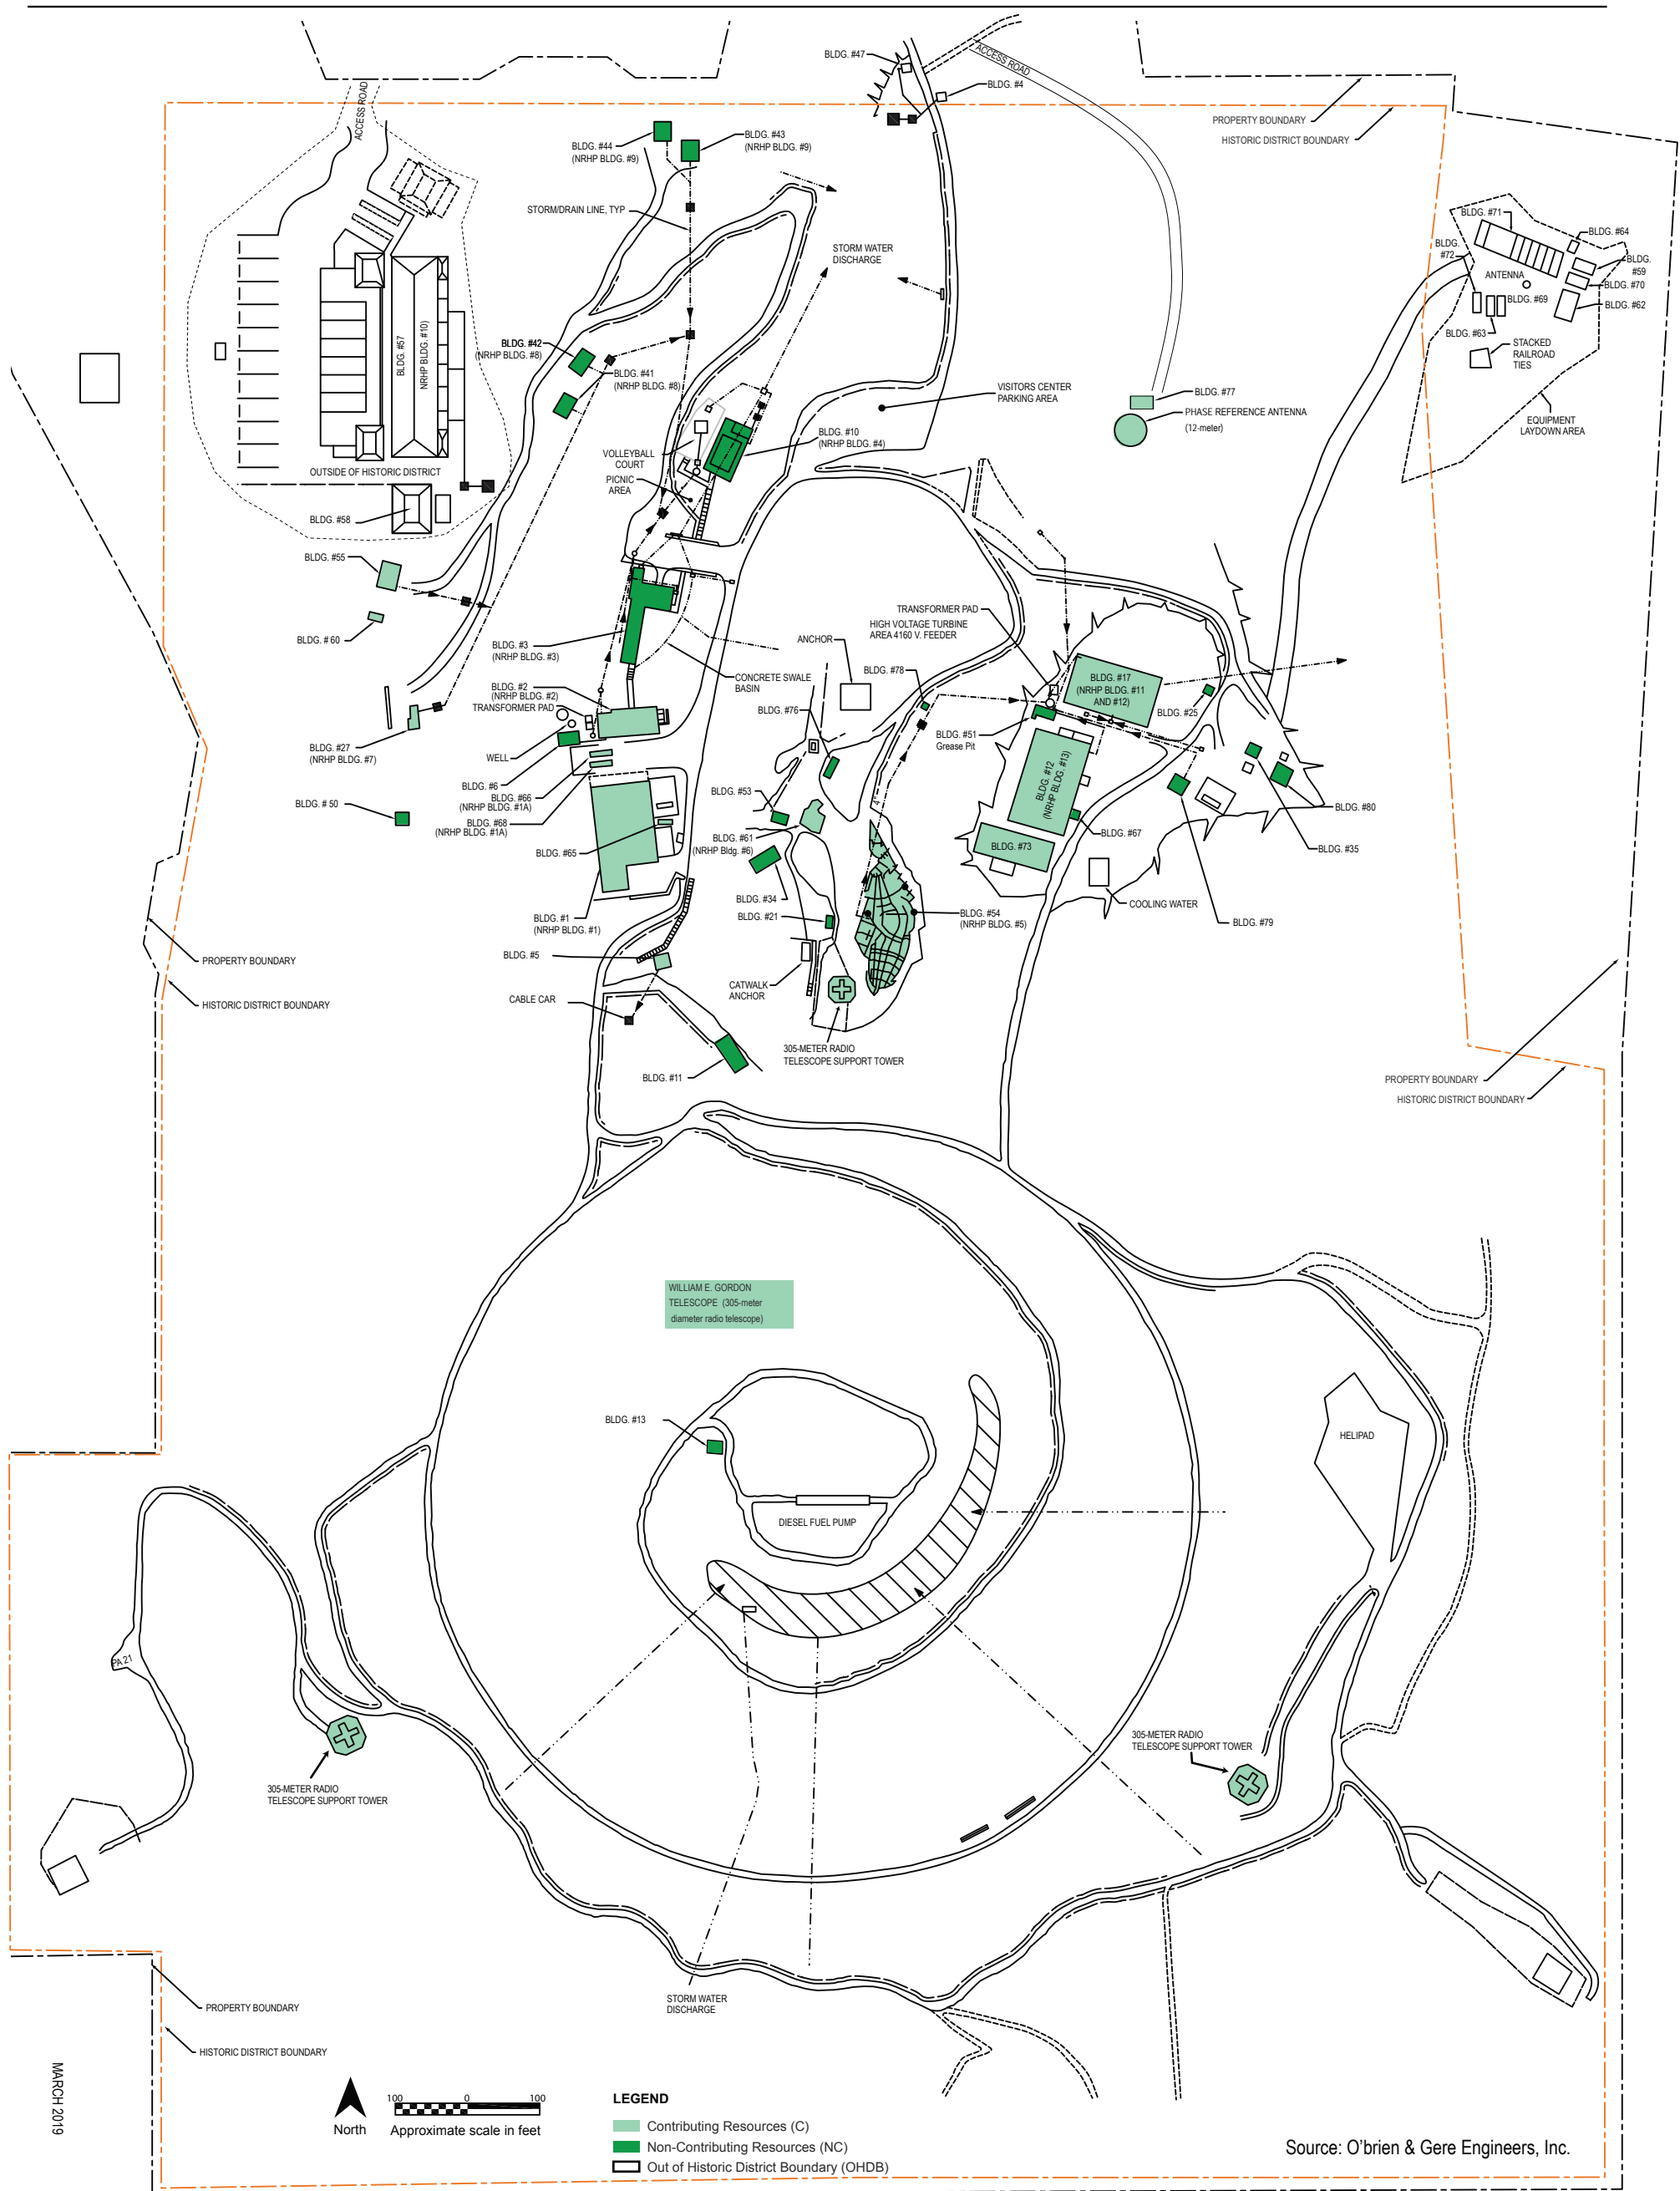 BLDG. #47
ACCESS ROAD
BLDG. #4
ACCESS ROAD
PROPERTY BOUNDARY
HISTORIC DISTRICT BOUNDARY
BLDG. #44
(NRHP BLDG. #9)
BLDG. #43
(NRHP BLDG. #9)
STORM/DRAIN LINE, TYP
STORM WATER
DISCHARGE
BLDG. #71
BLDG. #64
BLDG.
#72
BLDG.
#59
ANTENNA
BLDG. #70
BLDG. #69
BLDG. #62
BLDG. #63
STACKED
RAILROAD
TIES
EQUIPMENT
LAYDOWN AREA
BLDG. #57
NRHP BLDG. #10)
BLDG. #42
(NRHP BLDG. #8)
BLDG. #41
(NRHP BLDG. #8)
VISITORS CENTER
PARKING AREA
BLDG. #77
PHASE REFERENCE ANTENNA
(12-meter)
BLDG. #10
(NRHP BLDG. #4)
VOLLEYBALL
COURT
PICNIC
AREA
OUTSIDE OF HISTORIC DISTRICT
BLDG. #58
BLDG. #55
BLDG. # 60
BLDG. #3
(NRHP BLDG. #3)
TRANSFORMER PAD
HIGH VOLTAGE TURBINE
AREA 4160 V. FEEDER
ANCHOR
BLDG. #78
BLDG. #17
(NRHP BLDG. #11
AND #12)
BLDG. #25
CONCRETE SWALE
BASIN
BLDG. #2
(NRHP BLDG. #2)
TRANSFORMER PAD
BLDG. #76
BLDG. #51
Grease Pit
BLDG. #27
(NRHP BLDG. #7)
WELL
BLDG. #6
BLDG. #66
(NRHP BLDG. #1A)
BLDG. #68
(NRHP BLDG. #1A)
BLDG. # 50
BLDG. #53
4"
BLDG. #12
(NRHP BLDG. #13)
BLDG. #80
BLDG. #61
(NRHP Bldg. #6)
BLDG. #67
BLDG. #35
BLDG. #65
BLDG. #73
BLDG. #34
BLDG. #21
COOLING WATER
BLDG. #54
(NRHP BLDG. #5)
BLDG. #79
BLDG. #1
(NRHP BLDG. #1)
BLDG. #5
PROPERTY BOUNDARY
CATWALK
ANCHOR
CABLE CAR
HISTORIC DISTRICT BOUNDARY
305-METER RADIO
TELESCOPE SUPPORT TOWER
BLDG. #11
PROPERTY BOUNDARY
HISTORIC DISTRICT BOUNDARY
WILLIAM E. GORDON
TELESCOPE (305-meter
diameter radio telescope)
BLDG. #13
HELIPAD
DIESEL FUEL PUMP
PA 21
305-METER RADIO
TELESCOPE SUPPORT TOWER
305-METER RADIO
TELESCOPE SUPPORT TOWER
STORM WATER
DISCHARGE
PROPERTY BOUNDARY
HISTORIC DISTRICT BOUNDARY
MARCH 2019
North
100 0 100
Approximate scale in feet
LEGEND
Contributing Resources (C)
Non-Contributing Resources (NC)
Out of Historic District Boundary (OHDB)
Source: O'brien & Gere Engineers, Inc.